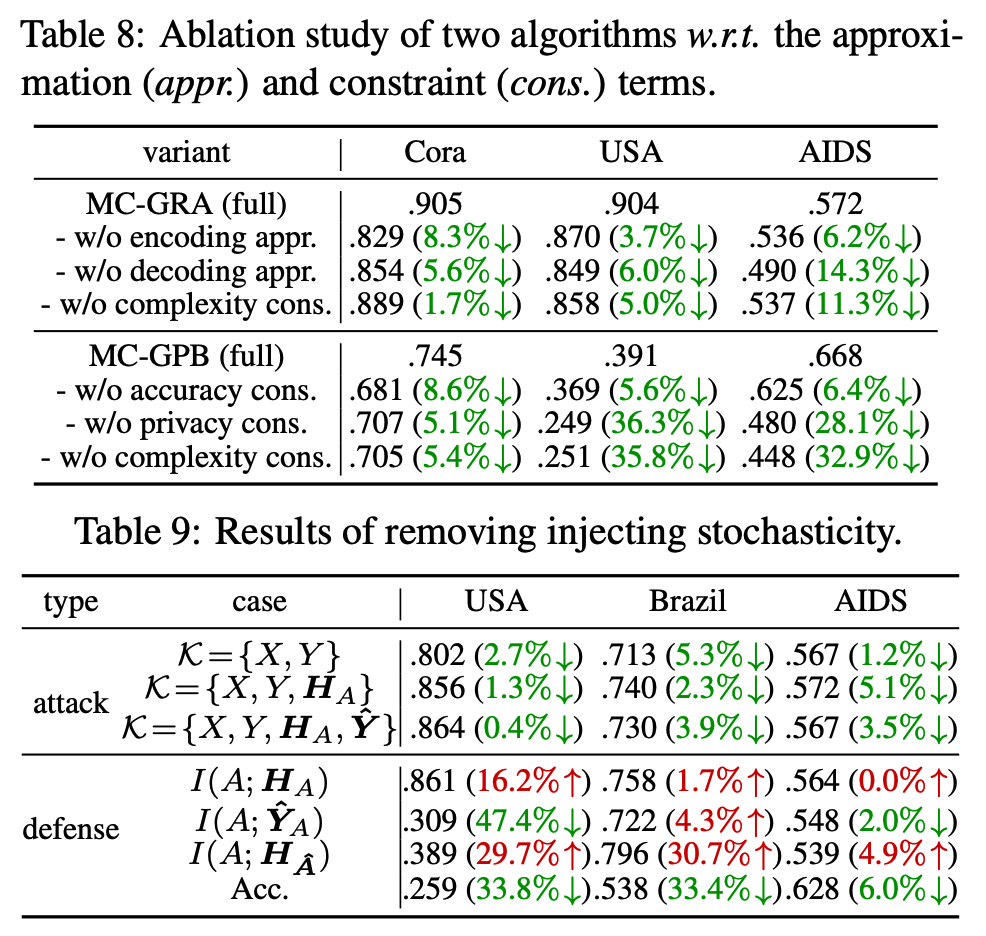 Table 8: Ablation study of two algorithms w.r.t. the approxi-
mation (appr.) and constraint (cons.) terms.
variant | Cora USA AIDS
MC-GRA (full) .905 .904 .572
- w/o encoding appr. .829 (8.3%↓) .870 (3.7%↓) .536 (6.2%↓)
- w/o decoding appr. .854 (5.6%↓) .849 (6.0%↓) .490 (14.3%↓)
- w/o complexity cons. .889 (1.7%↓) .858 (5.0%↓) .537 (11.3%↓)
MC-GPB (full) .745 .391 .668
- w/o accuracy cons. .681 (8.6%↓) .369 (5.6%↓) .625 (6.4%↓)
- w/o privacy cons. .707 (5.1%↓) .249 (36.3%↓) .480 (28.1%↓)
- w/o complexity cons. .705 (5.4%↓) .251 (35.8%↓) .448 (32.9%↓)
Table 9: Results of removing injecting stochasticity.
type case | USA Brazil AIDS
K={X, Y} .802 (2.7%↓) .713 (5.3%↓) .567 (1.2%↓)
attack K={X, Y, H_A} .856 (1.3%↓) .740 (2.3%↓) .572 (5.1%↓)
K={X, Y, H_A, Ŷ} .864 (0.4%↓) .730 (3.9%↓) .567 (3.5%↓)
I(A; H_A) .861 (16.2%↑) .758 (1.7%↑) .564 (0.0%↑)
defense I(A; Ŷ_A) .309 (47.4%↓) .722 (4.3%↑) .548 (2.0%↓)
I(A; H_Â) .389 (29.7%↑) .796 (30.7%↑) .539 (4.9%↑)
Acc. .259 (33.8%↓) .538 (33.4%↓) .628 (6.0%↓)